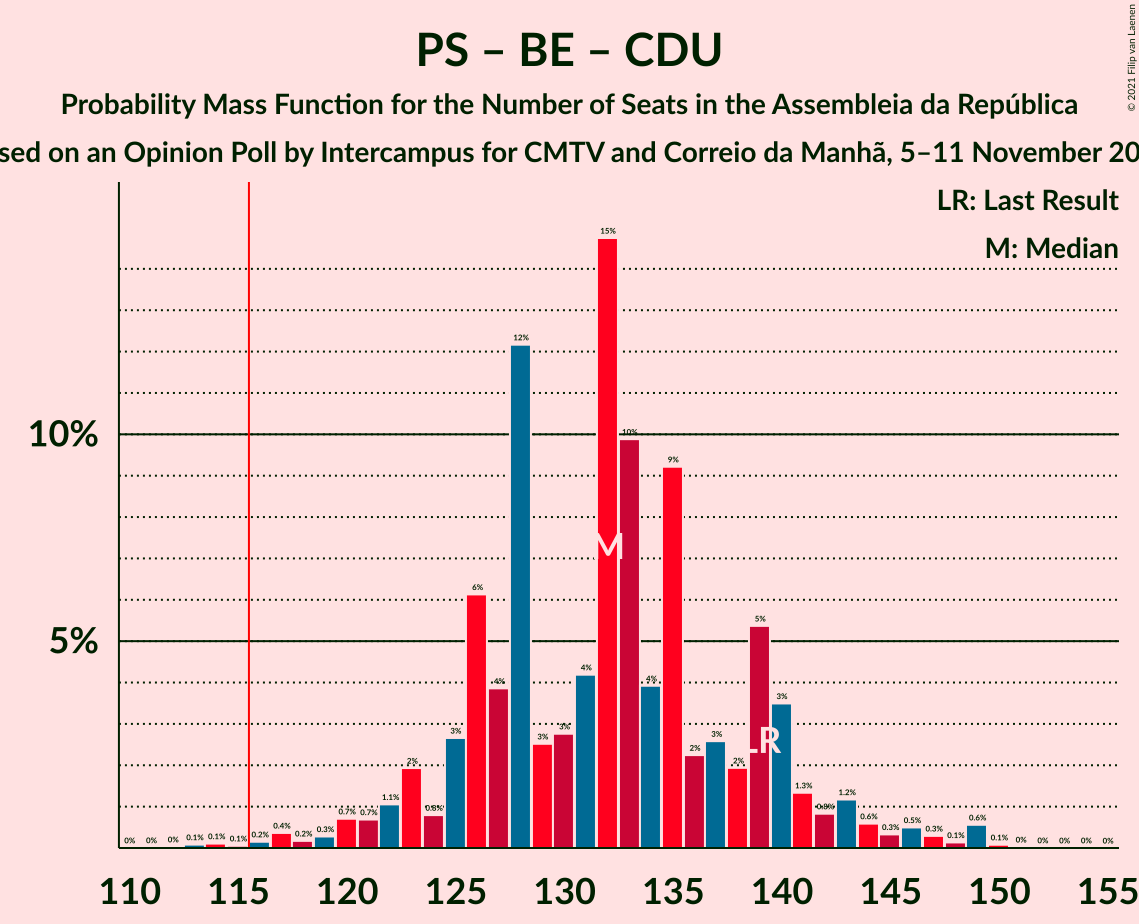 PS – BE – CDU
Probability Mass Function for the Number of Seats in the Assembleia da República
sed on an Opinion Poll by Intercampus for CMTV and Correio da Manhã, 5–11 November 20
© 2021 Filip van Laenen
LR: Last Result
M: Median
10%
5%
0% 0% 0% 0.1% 0.1% 0.1% 0.2% 0.4% 0.2% 0.3% 0.7% 0.7% 1.1% 2% 0.8% 3% 6% 4% 12% 3% 3% 4% 15% 10% 4% 9% 2% 3% 2% 5% 3% 1.3% 0.8% 1.2% 0.6% 0.3% 0.5% 0.3% 0.1% 0.6% 0.1% 0% 0% 0% 0% 0%
M
LR
110 115 120 125 130 135 140 145 150 155